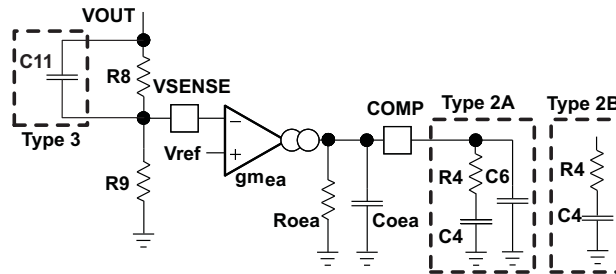 VOUT
C11
R8
VSENSE
COMP
Type 2A
Type 2B
Type 3
Vref
−
+
gmea
R9
Roea
Coea
R4
C6
C4
R4
C4